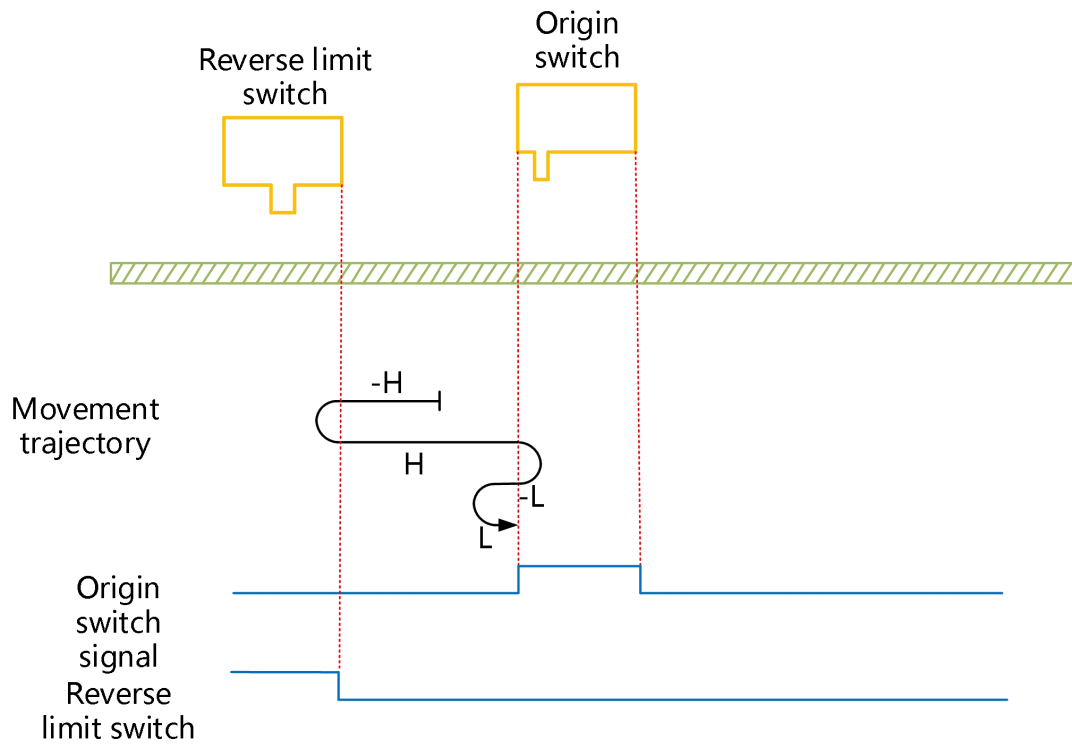 Reverse limit
switch
Origin
switch
-H
Movement
trajectory
H
-L
L
Origin
switch
signal
Reverse
limit switch